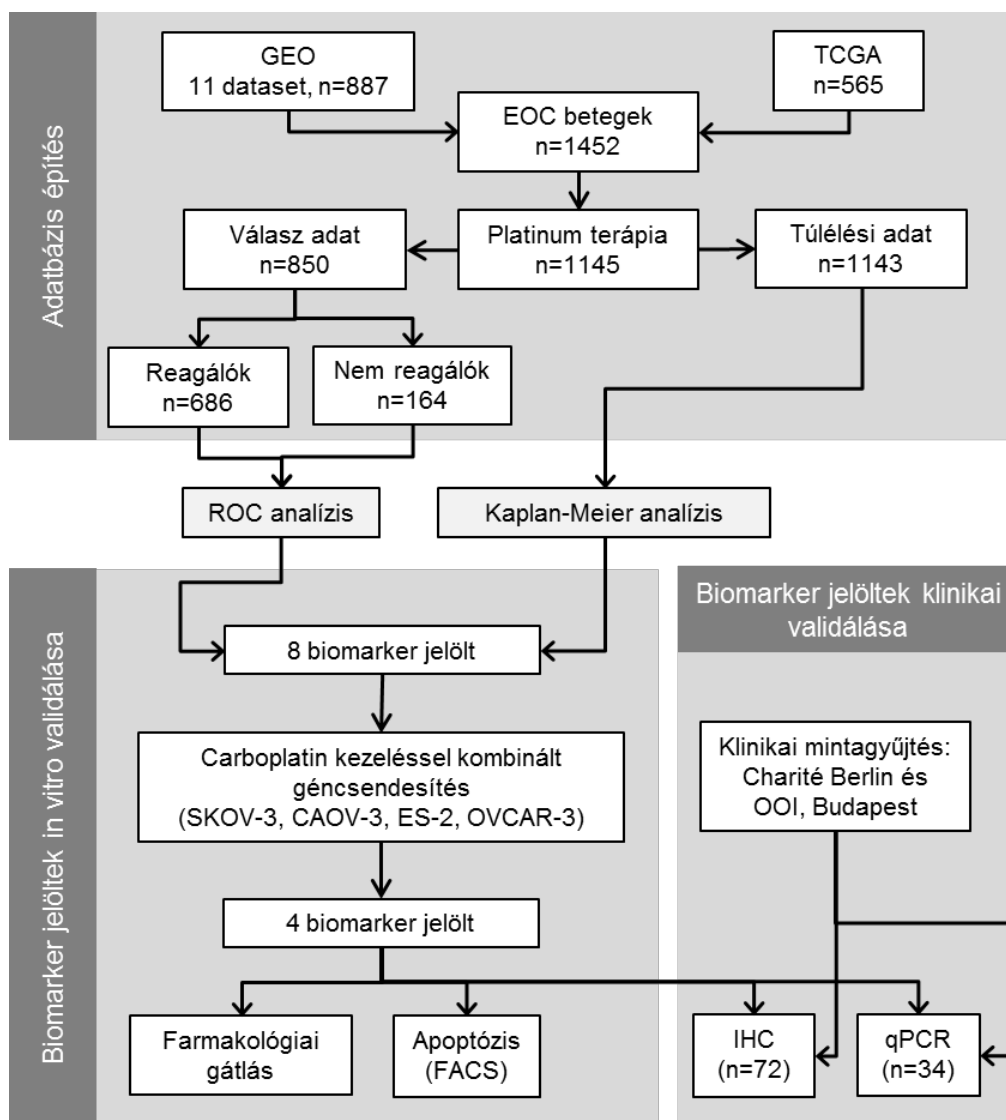 Adatbázis építés
GEO
11 dataset, n=887
TCGA
n=565
EOC betegek
n=1452
Válasz adat
n=850
Platinum terápia
n=1145
Túlélési adat
n=1143
Reagálók
n=686
Nem reagálók
n=164
ROC analízis
Kaplan-Meier analízis
Biomarker jelöltek in vitro validálása
8 biomarker jelölt
Carboplatin kezeléssel kombinált
géncsendesítés
(SKOV-3, CAOV-3, ES-2, OVCAR-3)
4 biomarker jelölt
Farmakológiai
gátlás
Apoptózis
(FACS)
Biomarker jelöltek klinikai
validálása
Klinikai mintagyűjtés:
Charité Berlin és
OOI, Budapest
IHC
(n=72)
qPCR
(n=34)